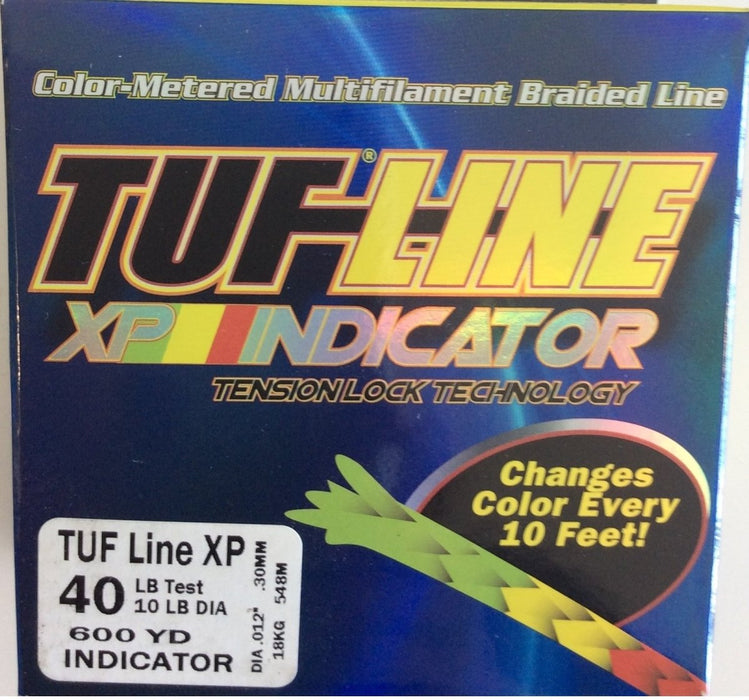 Color-Metered Multifilament Braided Line
TUF-LINE®
XP INDICATOR
TENSION LOCK TECHNOLOGY
Changes
Color Every
10 Feet!
TUF Line XP
40 LB Test
10 LB DIA
600 YD
INDICATOR
DIA .012" .30MM
18KG 548M